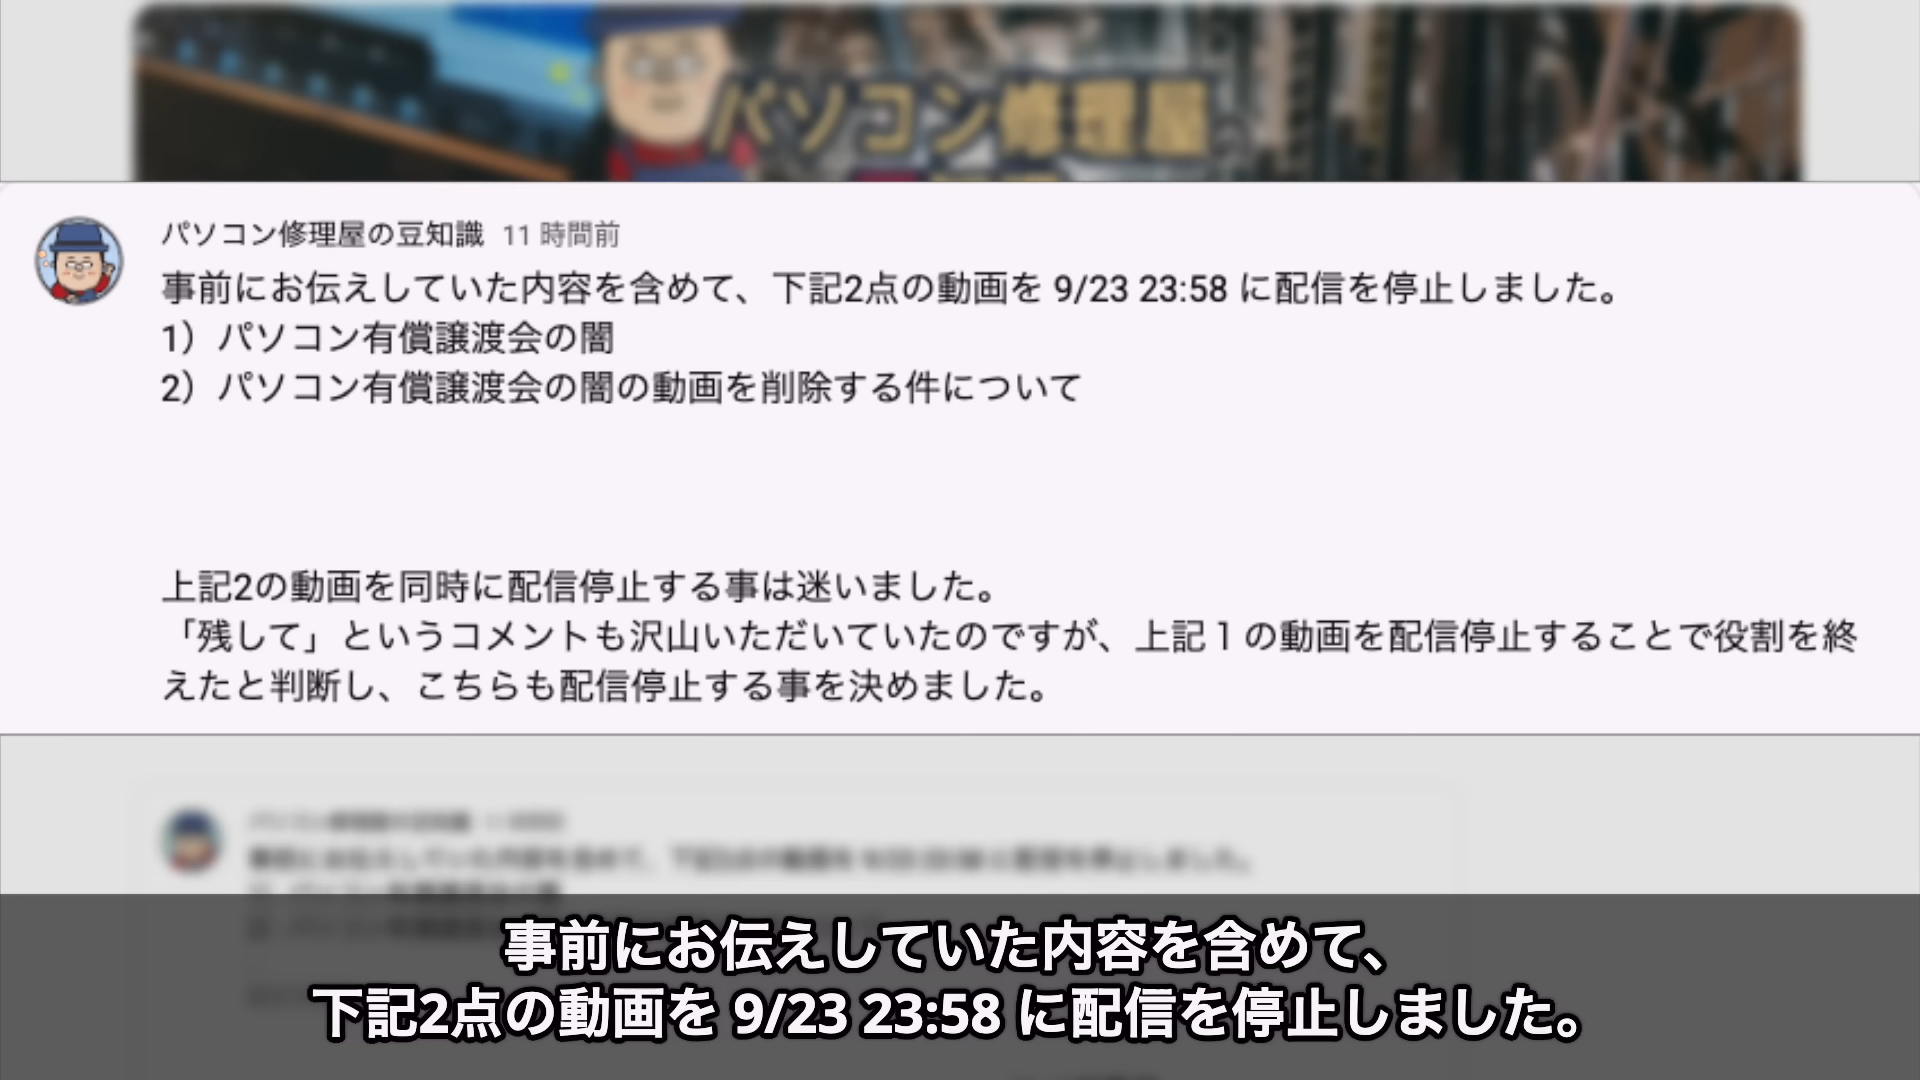 パソコン修理屋
パソコン修理屋の豆知識 11 時間前
事前にお伝えしていた内容を含めて、下記2点の動画を 9/23 23:58 に配信を停止しました。
1）パソコン有償譲渡会の闇
2）パソコン有償譲渡会の闇の動画を削除する件について
上記2の動画を同時に配信停止する事は迷いました。
「残して」というコメントも沢山いただいていたのですが、上記１の動画を配信停止することで役割を終
えたと判断し、こちらも配信停止する事を決めました。
事前にお伝えしていた内容を含めて、
下記2点の動画を 9/23 23:58 に配信を停止しました。